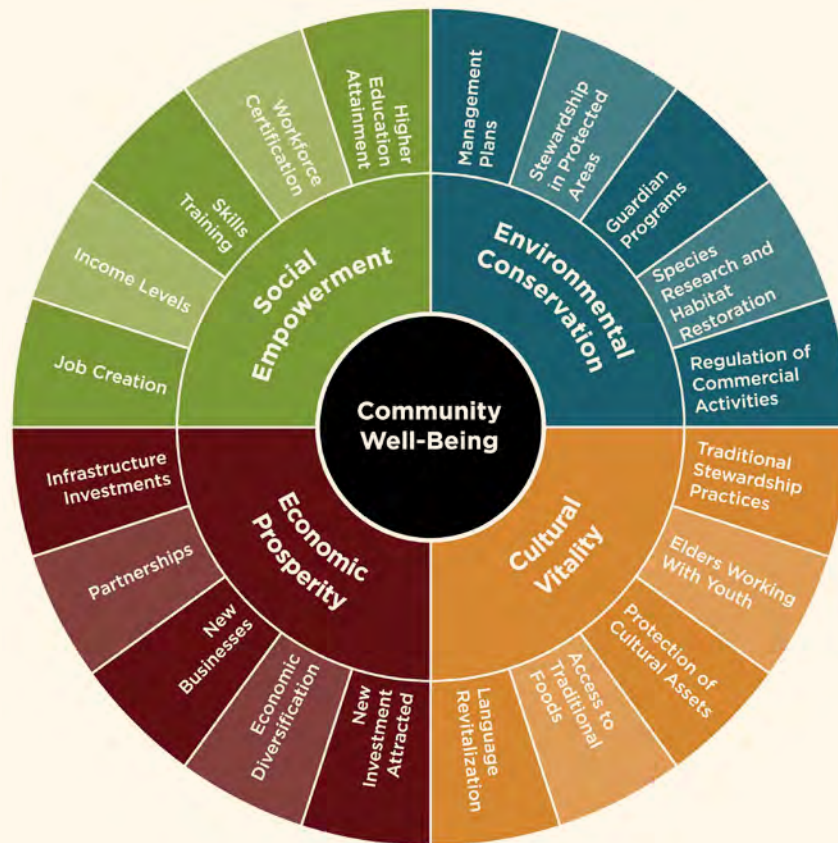 Community
Well-Being
Social
Empowerment
Higher
Education
Attainment
Workforce
Certification
Skills
Training
Income Levels
Job Creation
Environmental
Conservation
Management
Plans
Stewardship
in Protected
Areas
Guardian
Programs
Species
Research and
Habitat
Restoration
Regulation of
Commercial
Activities
Cultural
Vitality
Traditional
Stewardship
Practices
Elders Working
With Youth
Protection of
Cultural Assets
Access to
Traditional
Foods
Language
Revitalization
Economic
Prosperity
New
Investment
Attracted
Economic
Diversification
New
Businesses
Partnerships
Infrastructure
Investments